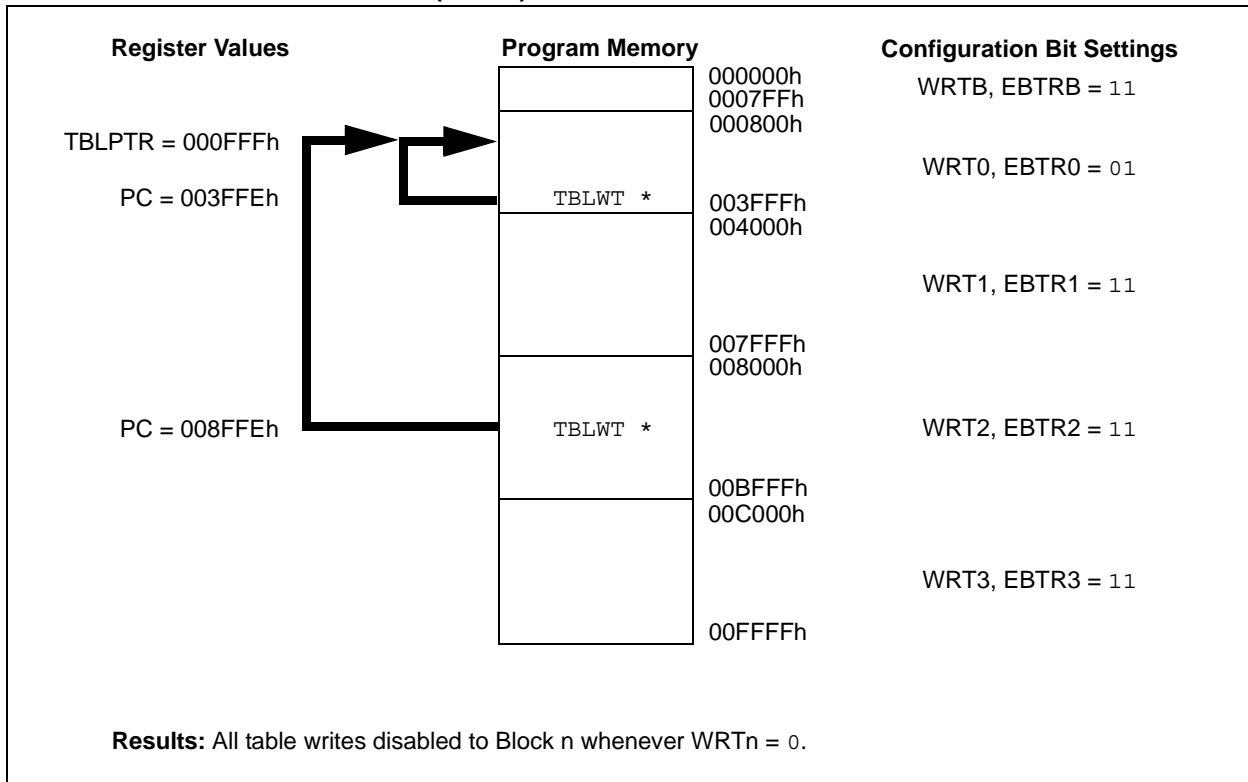 Register Values Program Memory Configuration Bit Settings
000000h
WRTB, EBTRB = 11
0007FFh
000800h
TBLPTR = 000FFFh
WRT0, EBTR0 = 01
PC = 003FFEh TBLWT * 003FFFh
004000h
WRT1, EBTR1 = 11
007FFFh
008000h
PC = 008FFEh TBLWT * WRT2, EBTR2 = 11
00BFFFh
00C000h
WRT3, EBTR3 = 11
00FFFFh
Results: All table writes disabled to Block n whenever WRTn = 0.